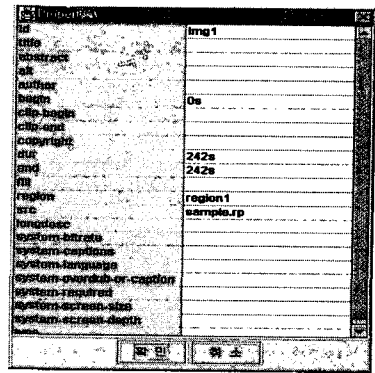 Properties
id img1
title
abstract
alt
author
begin 0s
clip-begin
clip-end
copyright
dur 242s
end 242s
fill
region region1
src sample.rp
longdesc
system-bitrate
system-captions
system-language
system-overdub-or-caption
system-required
system-screen-size
system-screen-depth
확 인 취 소